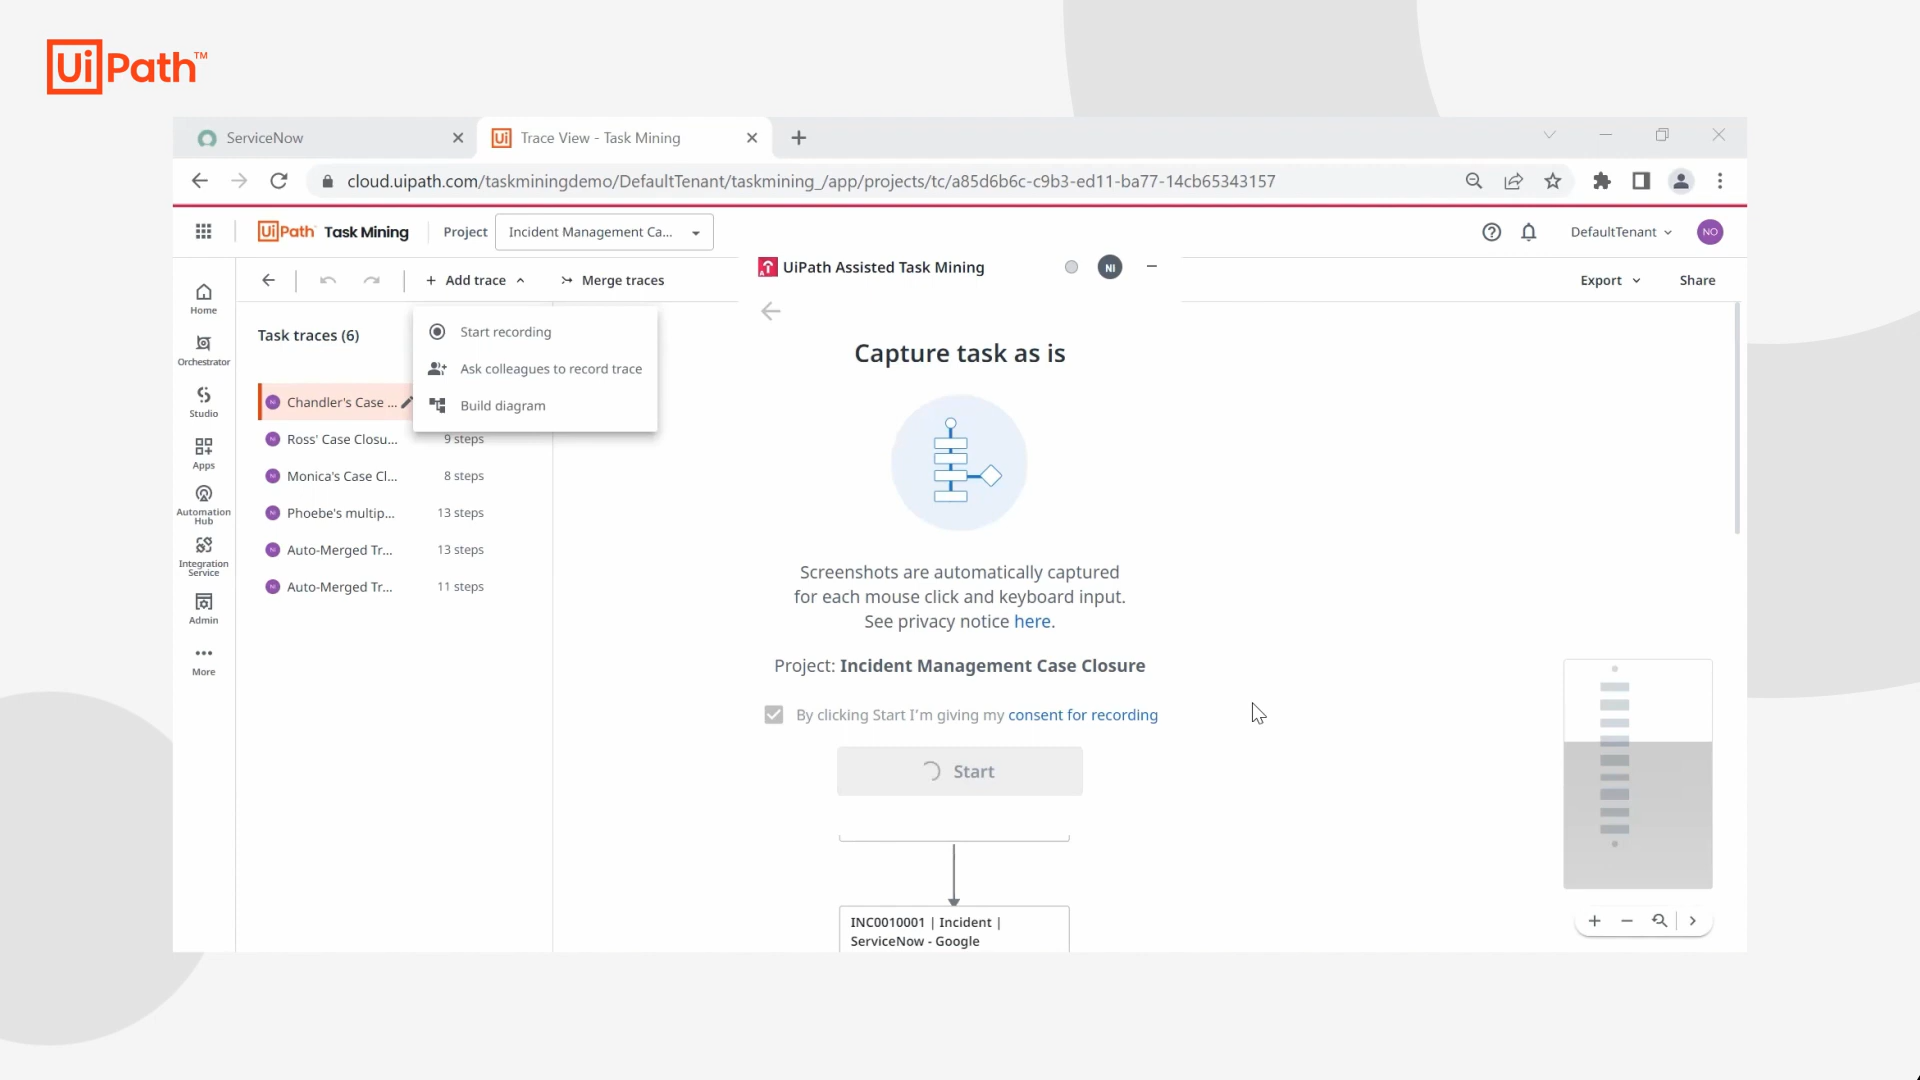 UiPath™
ServiceNow
Trace View - Task Mining
cloud.uipath.com/taskminingdemo/DefaultTenant/taskmining_/app/projects/tc/a85d6b6c-c9b3-ed11-ba77-14cb65343157
UiPath Task Mining
Project
Incident Management Ca...
DefaultTenant
NO
Add trace
Merge traces
UiPath Assisted Task Mining
NI
Export
Share
Home
Orchestrator
Studio
Apps
Automation
Hub
Integration
Service
Admin
More
Task traces (6)
Start recording
Ask colleagues to record trace
Build diagram
Chandler's Case ...
Ross' Case Closu...
9 steps
Monica's Case Cl...
8 steps
Phoebe's multip...
13 steps
Auto-Merged Tr...
13 steps
Auto-Merged Tr...
11 steps
Capture task as is
Screenshots are automatically captured
for each mouse click and keyboard input.
See privacy notice here.
Project: Incident Management Case Closure
By clicking Start I'm giving my consent for recording
Start
INC0010001 | Incident |
ServiceNow - Google